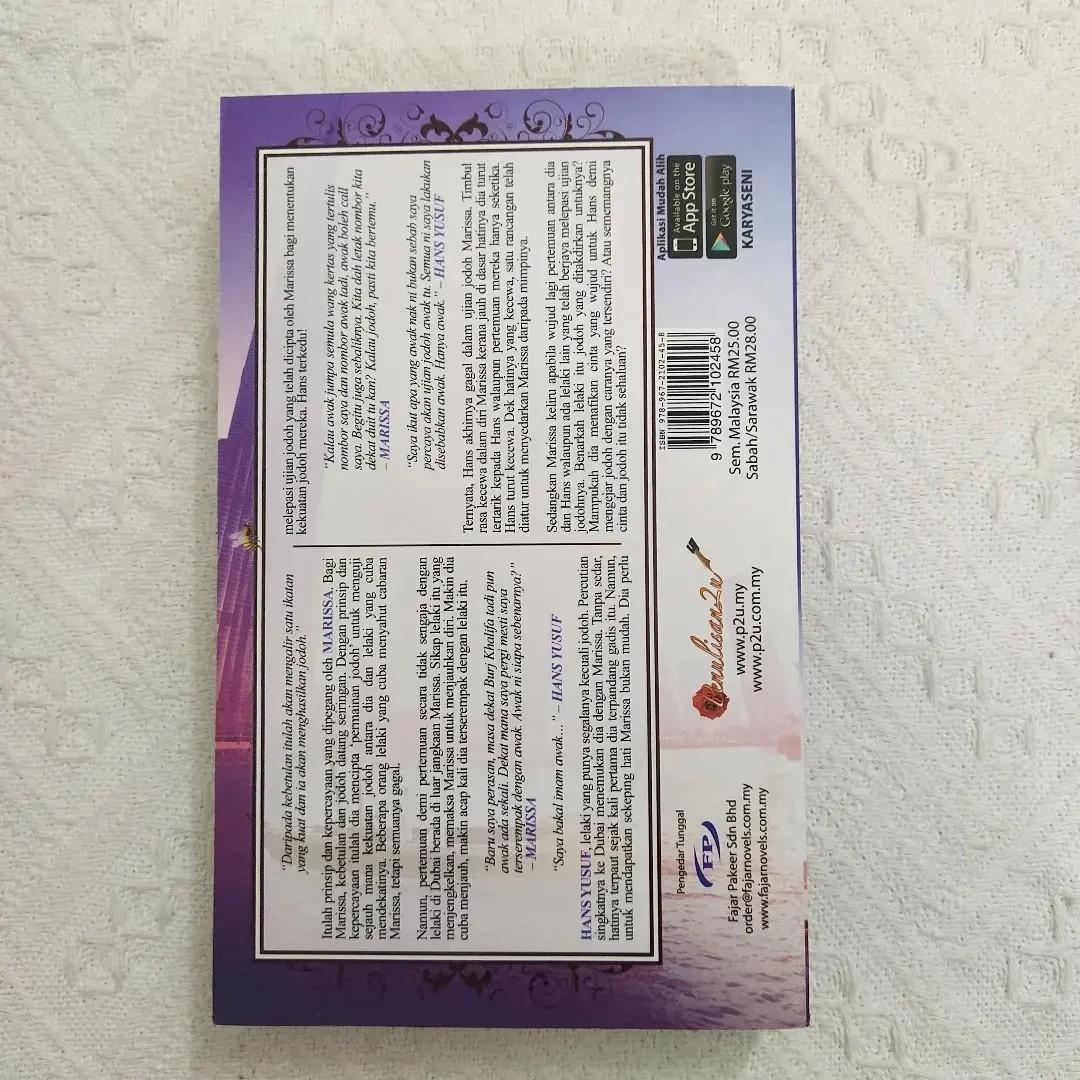 "Daripada kebetulan itulah akan mengalir satu ikatan
yang kuat dan ia akan menghasilkan jodoh."
Itulah prinsip dan kepercayaan yang dipegang oleh MARISSA. Bagi
Marissa, kebetulan dan jodoh datang seiringan. Dengan prinsip dan
kepercayaan itulah dia mencipta 'permainan jodoh' untuk menguji
sejauh mana kekuatan jodoh antara dia dan lelaki yang cuba
mendekatinya. Beberapa orang lelaki yang cuba menyahut cabaran
Marissa, tetapi semuanya gagal.
Namun, pertemuan demi pertemuan secara tidak sengaja dengan
lelaki di Dubai berada di luar jangkaan Marissa. Sikap lelaki itu yang
menjengkelkan, memaksa Marissa untuk menjauhkan diri. Makin dia
cuba menjauh, makin acap kali dia terserempak dengan lelaki itu.
"Baru saya perasan, masa dekat Burj Khalifa tadi pun
awak ada sekali. Dekat mana saya pergi mesti saya
terserempak dengan awak. Awak ni siapa sebenarnya?"
– MARISSA
"Saya bakal imam awak..." – HANS YUSUF
HANS YUSUF, lelaki yang punya segalanya kecuali jodoh. Percutian
singkatnya ke Dubai menemukan dia dengan Marissa. Tanpa sedar,
hatinya terpaut sejak kali pertama dia terpandang gadis itu. Namun,
untuk mendapatkan sekeping hati Marissa bukan mudah. Dia perlu
melepasi ujian jodoh yang telah dicipta oleh Marissa bagi menentukan
kekuatan jodoh mereka. Hans terkedu!
"Kalau awak jumpa semula wang kertas yang tertulis
nombor saya dan nombor awak tadi, awak boleh call
saya. Begitu juga sebaliknya. Kita dah letak nombor kita
dekat duit tu kan? Kalau jodoh, pasti kita bertemu."
– MARISSA
"Saya ikut apa yang awak nak ni bukan sebab saya
percaya akan ujian jodoh awak tu. Semua ni saya lakukan
disebabkan awak. Hanya awak." – HANS YUSUF
Ternyata, Hans akhirnya gagal dalam ujian jodoh Marissa. Timbul
rasa kecewa dalam diri Marissa kerana jauh di dasar hatinya dia turut
tertarik kepada Hans walaupun pertemuan mereka hanya seketika.
Hans turut kecewa. Dek hatinya yang kecewa, satu rancangan telah
diatur untuk menyedarkan Marissa daripada mimpinya.
Sedangkan Marissa keliru apabila wujud lagi pertemuan antara dia
dan Hans walaupun ada lelaki lain yang telah berjaya melepasi ujian
jodohnya. Benarkah lelaki itu jodoh yang ditakdirkan untuknya?
Mampukah dia menafikan cinta yang wujud untuk Hans demi
mengejar jodoh dengan caranya yang tersendiri? Atau sememangnya
cinta dan jodoh itu tidak sehaluan?
Pengedar Tunggal
FP
Fajar Pakeer Sdn Bhd
order@fajarnovels.com.my
www.fajarnovels.com.my
Penulisan2u
www.p2u.my
www.p2u.com.my
ISBN 978-967-2102-45-8
9 789672 102458
Sem. Malaysia RM25.00
Sabah/Sarawak RM28.00
Aplikasi Mudah Alih
Available on the
App Store
Get it on
Google play
KARYASENI